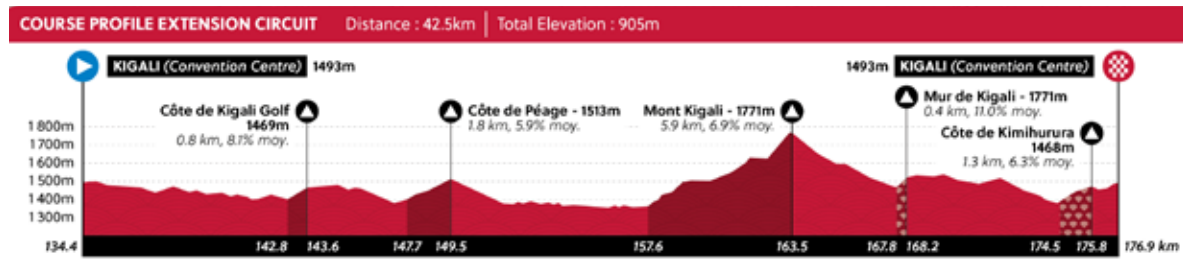 COURSE PROFILE EXTENSION CIRCUIT Distance : 42.5km | Total Elevation : 905m
KIGALI (Convention Centre) 1493m
1493m KIGALI (Convention Centre)
Côte de Kigali Golf
1469m
0.8 km, 8.1% moy.
Côte de Péage - 1513m
1.8 km, 5.9% moy.
Mont Kigali - 1771m
5.9 km, 6.9% moy.
Mur de Kigali - 1771m
0.4 km, 11.0% moy.
Côte de Kimihurura
1468m
1.3 km, 6.3% moy.
1800m
1700m
1600m
1500m
1400m
1300m
134.4 142.8 143.6 147.7 149.5 157.6 163.5 167.8 168.2 174.5 175.8 176.9 km